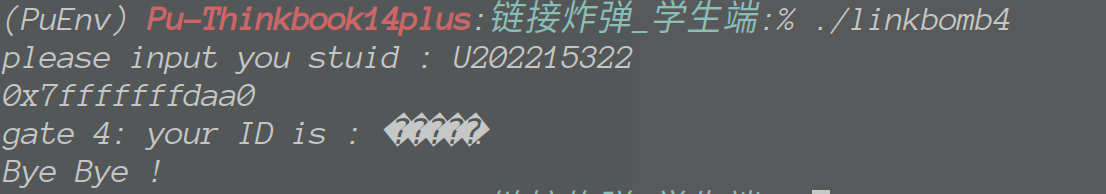 (PuEnv) Pu-Thinkbook14plus:链接炸弹_学生端:% ./linkbomb4
please input you stuid : U202215322
0x7fffffffdaa0
gate 4: your ID is : �����
Bye Bye !